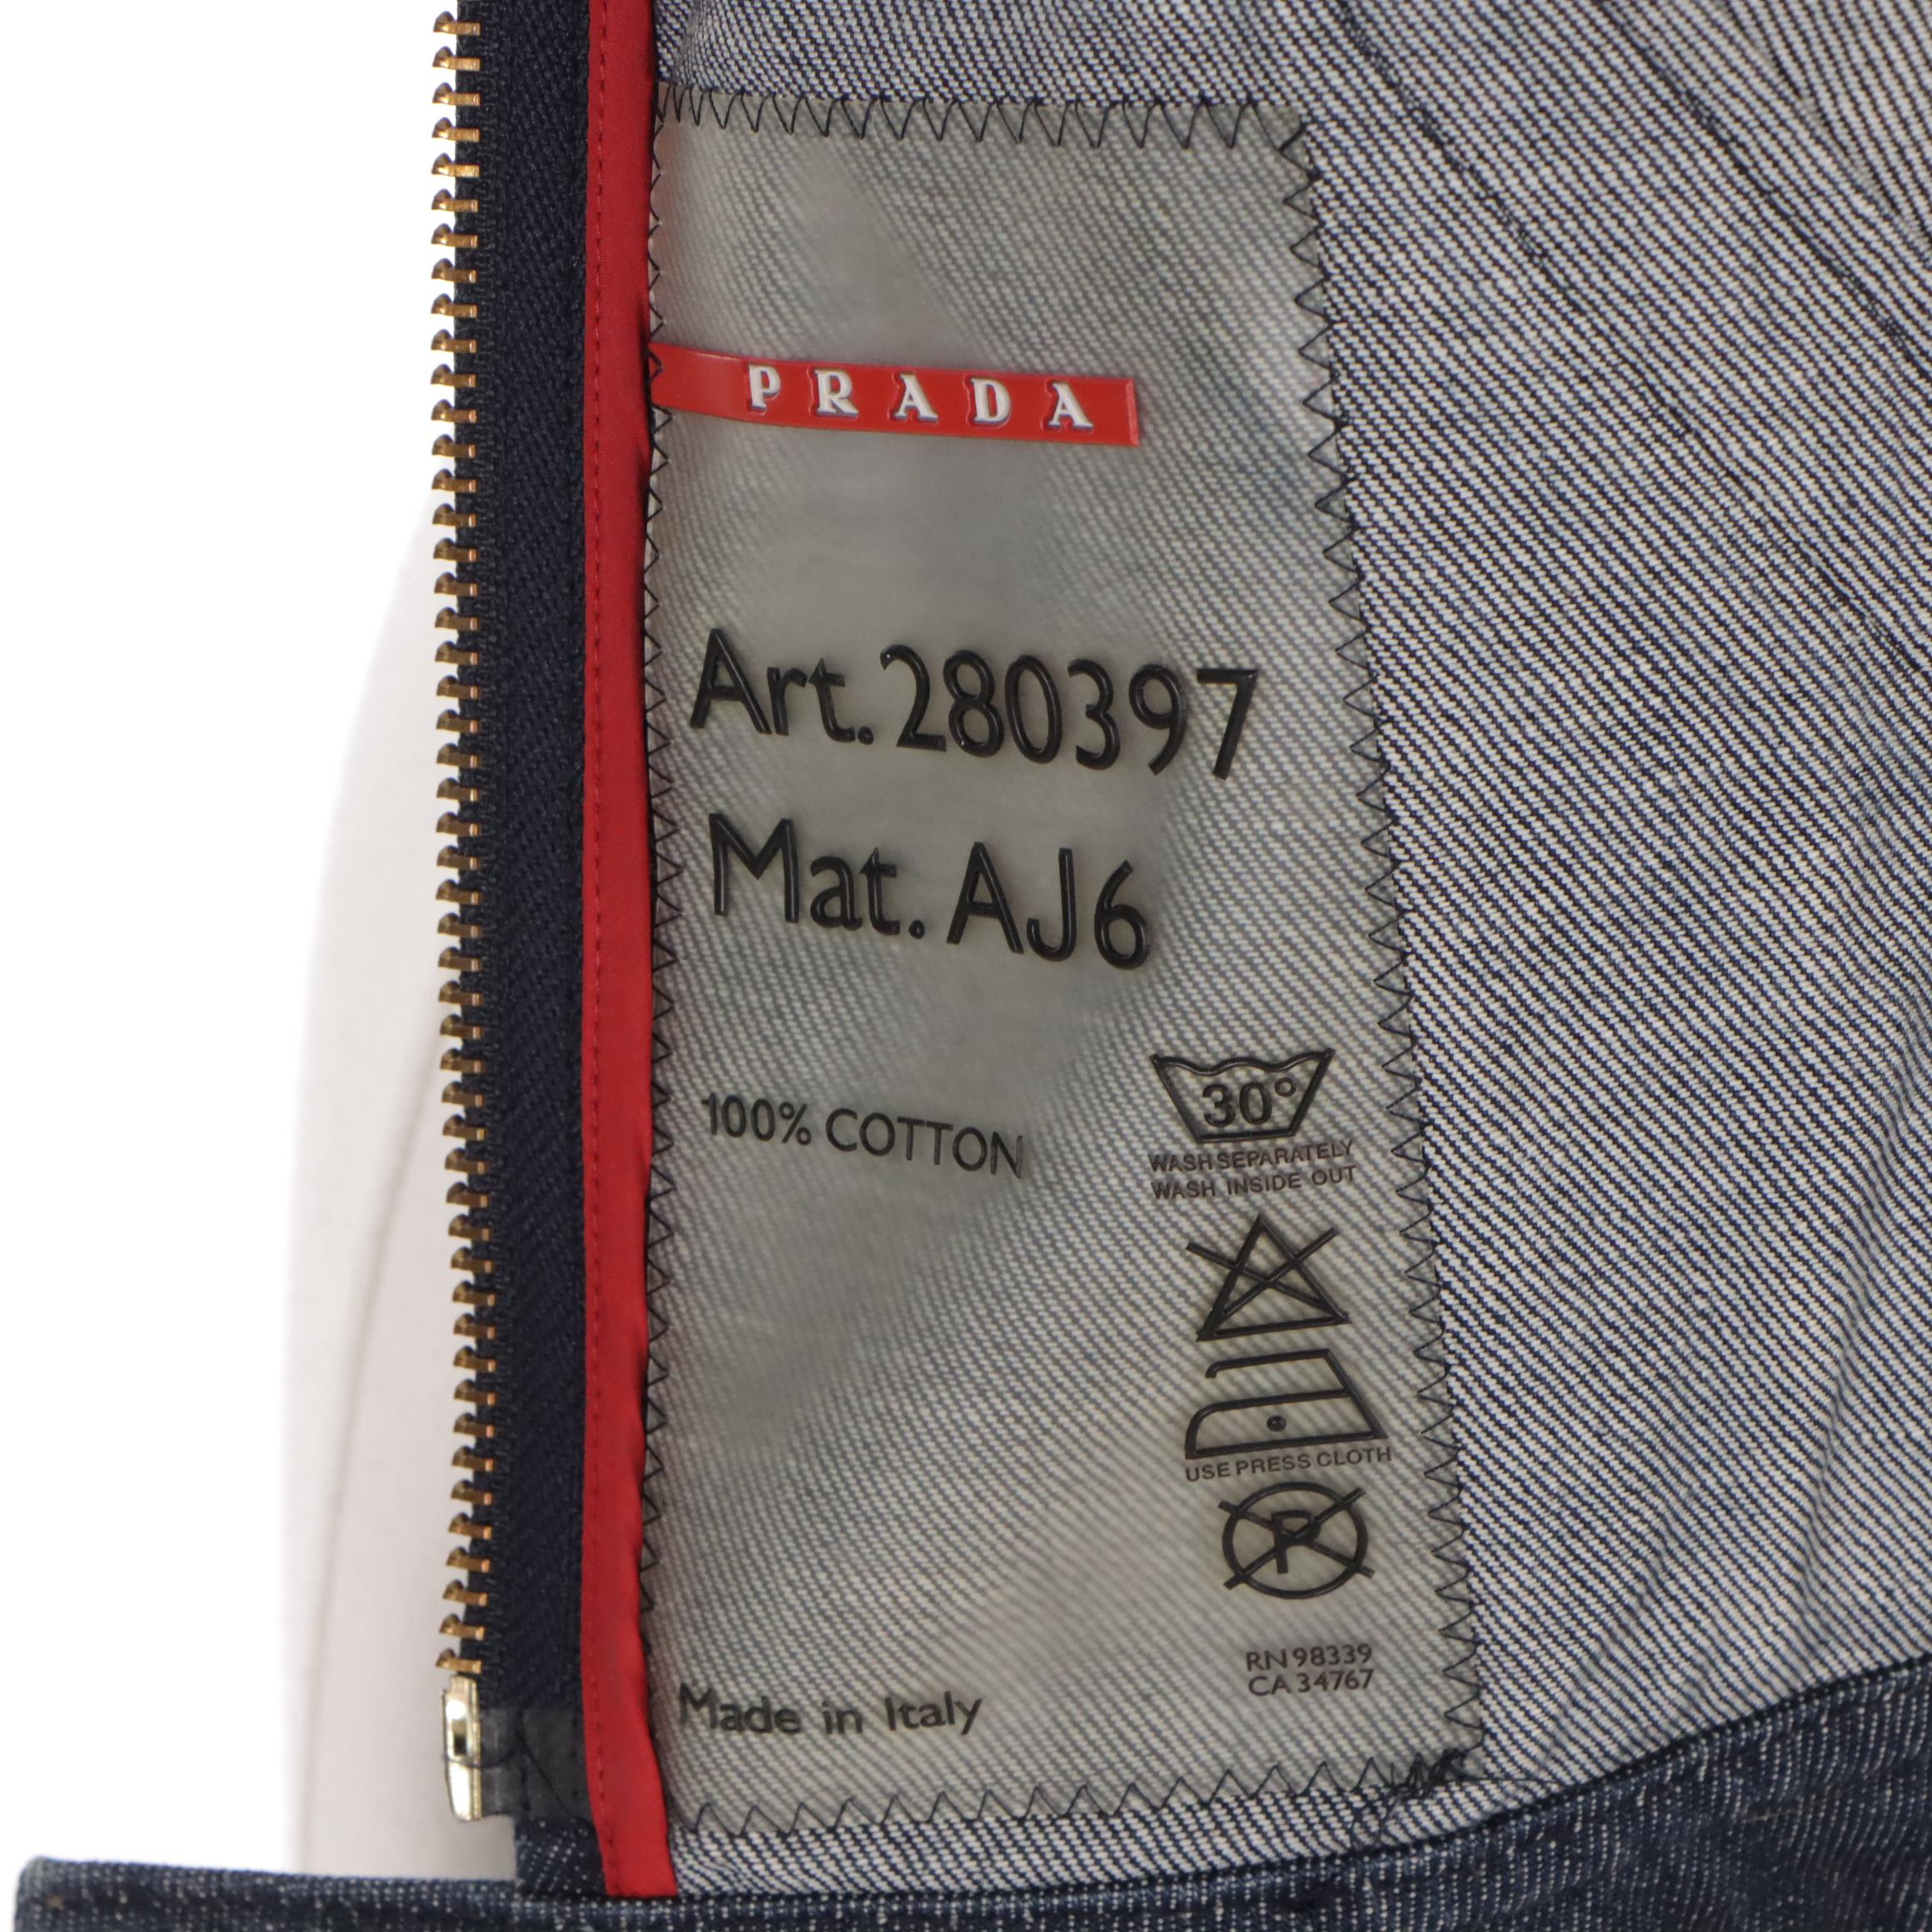 PRADA
Art. 280397
Mat. AJ6
100% COTTON
30°
WASH SEPARATELY
WASH INSIDE OUT
USE PRESS CLOTH
P
RN 98339
CA 34767
Made in Italy